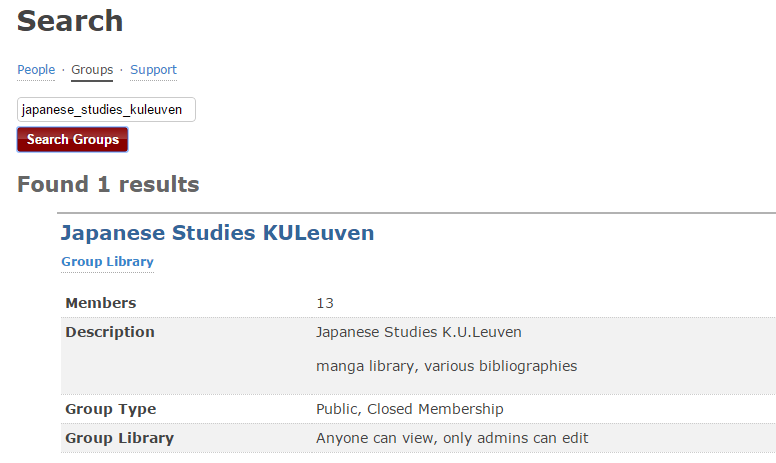 Search
People · Groups · Support
japanese_studies_kuleuven
Search Groups
Found 1 results
Japanese Studies KULeuven
Group Library
Members 13
Description Japanese Studies K.U.Leuven
manga library, various bibliographies
Group Type Public, Closed Membership
Group Library Anyone can view, only admins can edit